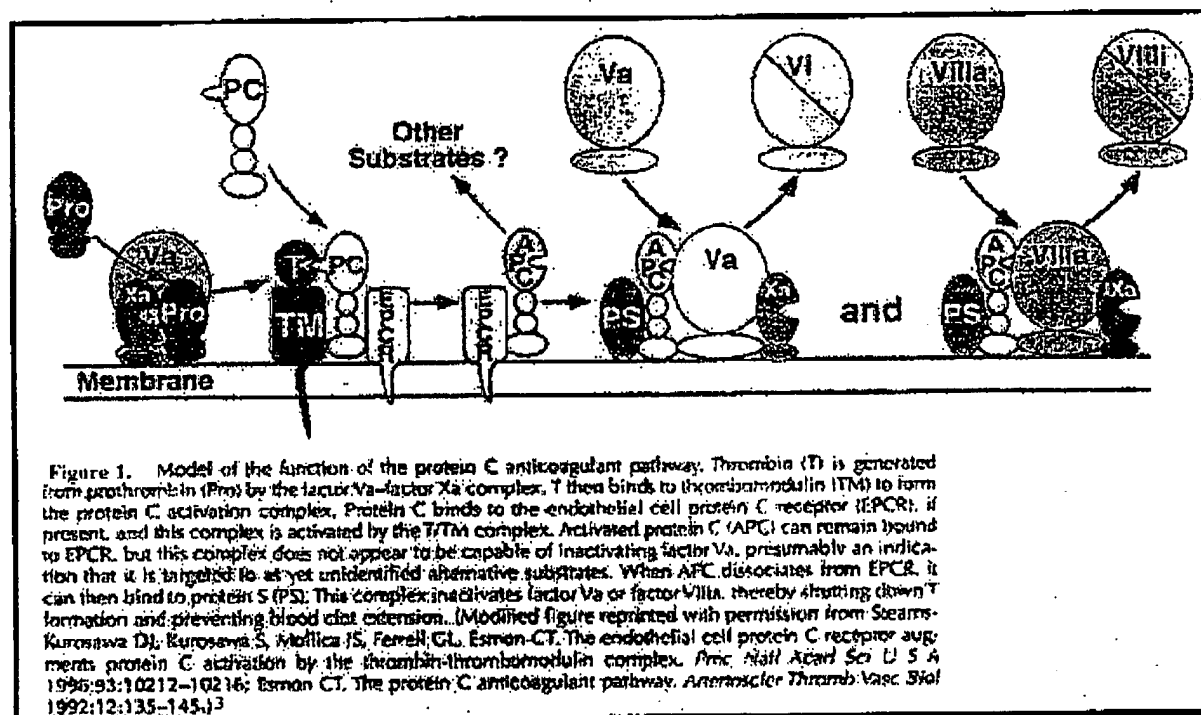 PC
Other
Substrates ?
Va
Vi
VIIIa
VIIIi
Pro
Va
Xa
Pro
T
PC
TM
A
PC
A
PC
Va
Xa
PS
and
A
PC
VIIIa
IXa
PS
Membrane
Figure 1. Model of the function of the protein C anticoagulant pathway. Thrombin (T) is generated
from prothrombin (Pro) by the factor Va–factor Xa complex. T then binds to thrombomodulin (TM) to form
the protein C activation complex. Protein C binds to the endothelial cell protein C receptor (EPCR), if
present, and this complex is activated by the T/TM complex. Activated protein C (APC) can remain bound
to EPCR, but this complex does not appear to be capable of inactivating factor Va, presumably an indica-
tion that it is targeted to as yet unidentified alternative substrates. When APC dissociates from EPCR, it
can then bind to protein S (PS). This complex inactivates factor Va or factor VIIIa, thereby shutting down T
formation and preventing blood clot extension. (Modified figure reprinted with permission from Stearns-
Kurosawa DJ, Kurosawa S, Mollica JS, Ferrell GL, Esmon CT. The endothelial cell protein C receptor aug-
ments protein C activation by the thrombin-thrombomodulin complex. Proc Natl Acad Sci U S A
1996;93:10212–10216; Esmon CT. The protein C anticoagulant pathway. Arterioscler Thromb Vasc Biol
1992;12:135–145.)3